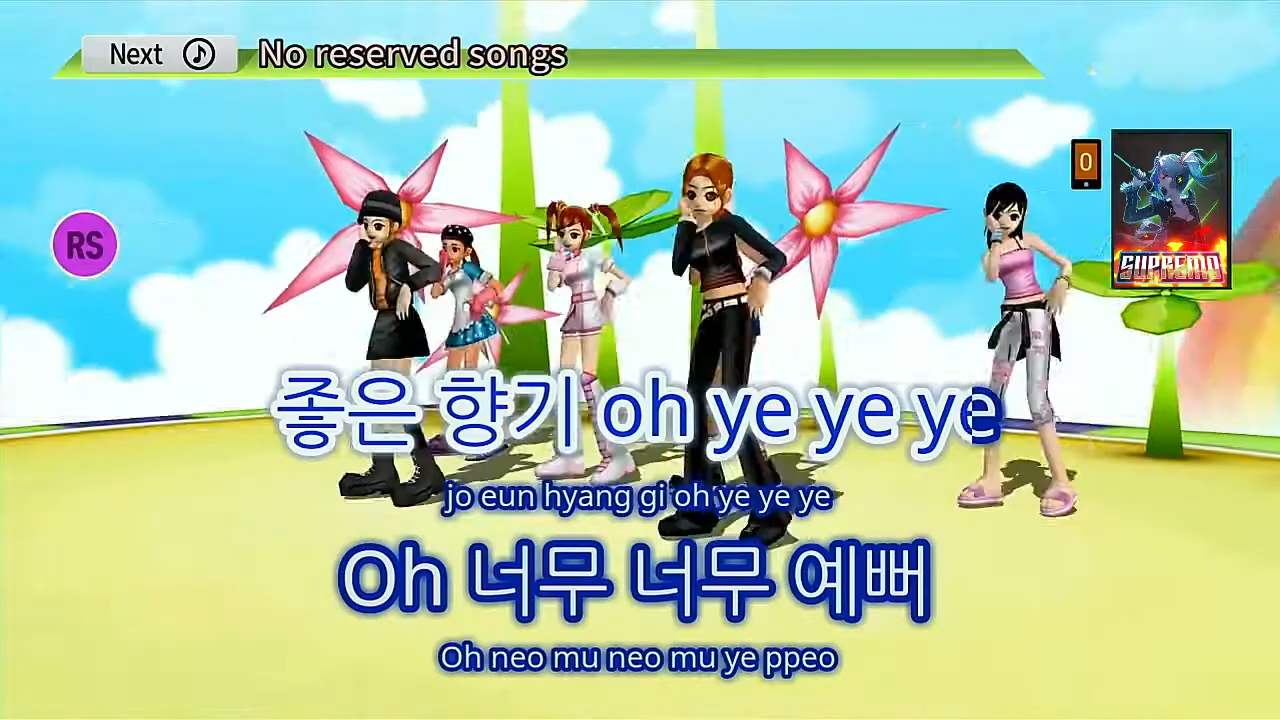 Next
No reserved songs
0
RS
SUPREMO
좋은 향기 oh ye ye ye
jo eun hyang gi oh ye ye ye
Oh 너무 너무 예뻐
Oh neo mu neo mu ye ppeo